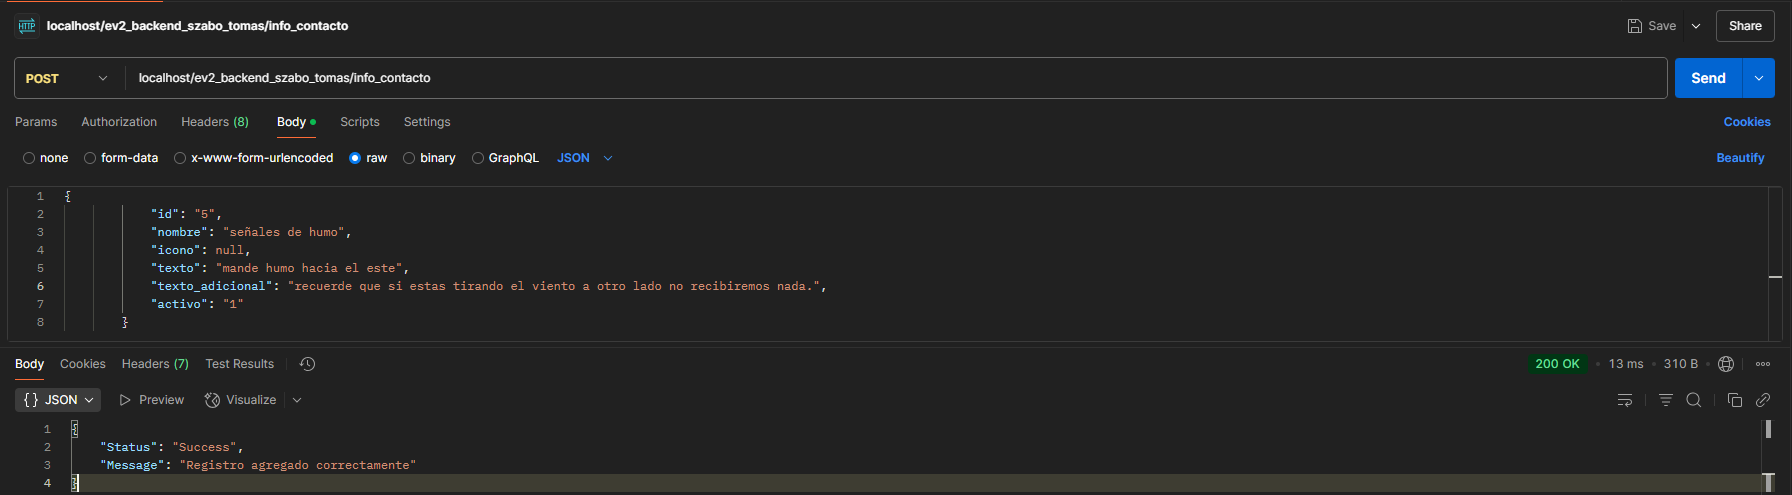 HTTP localhost/ev2_backend_szabo_tomas/info_contacto Save Share
POST localhost/ev2_backend_szabo_tomas/info_contacto Send
Params Authorization Headers (8) Body Scripts Settings Cookies
none form-data x-www-form-urlencoded raw binary GraphQL JSON Beautify
1 {
2 "id": "5",
3 "nombre": "señales de humo",
4 "icono": null,
5 "texto": "mande humo hacia el este",
6 "texto_adicional": "recuerde que si estas tirando el viento a otro lado no recibiremos nada.",
7 "activo": "1"
8 }
Body Cookies Headers (7) Test Results 200 OK • 13 ms • 310 B
{} JSON Preview Visualize
1 {
2 "Status": "Success",
3 "Message": "Registro agregado correctamente"
4 }